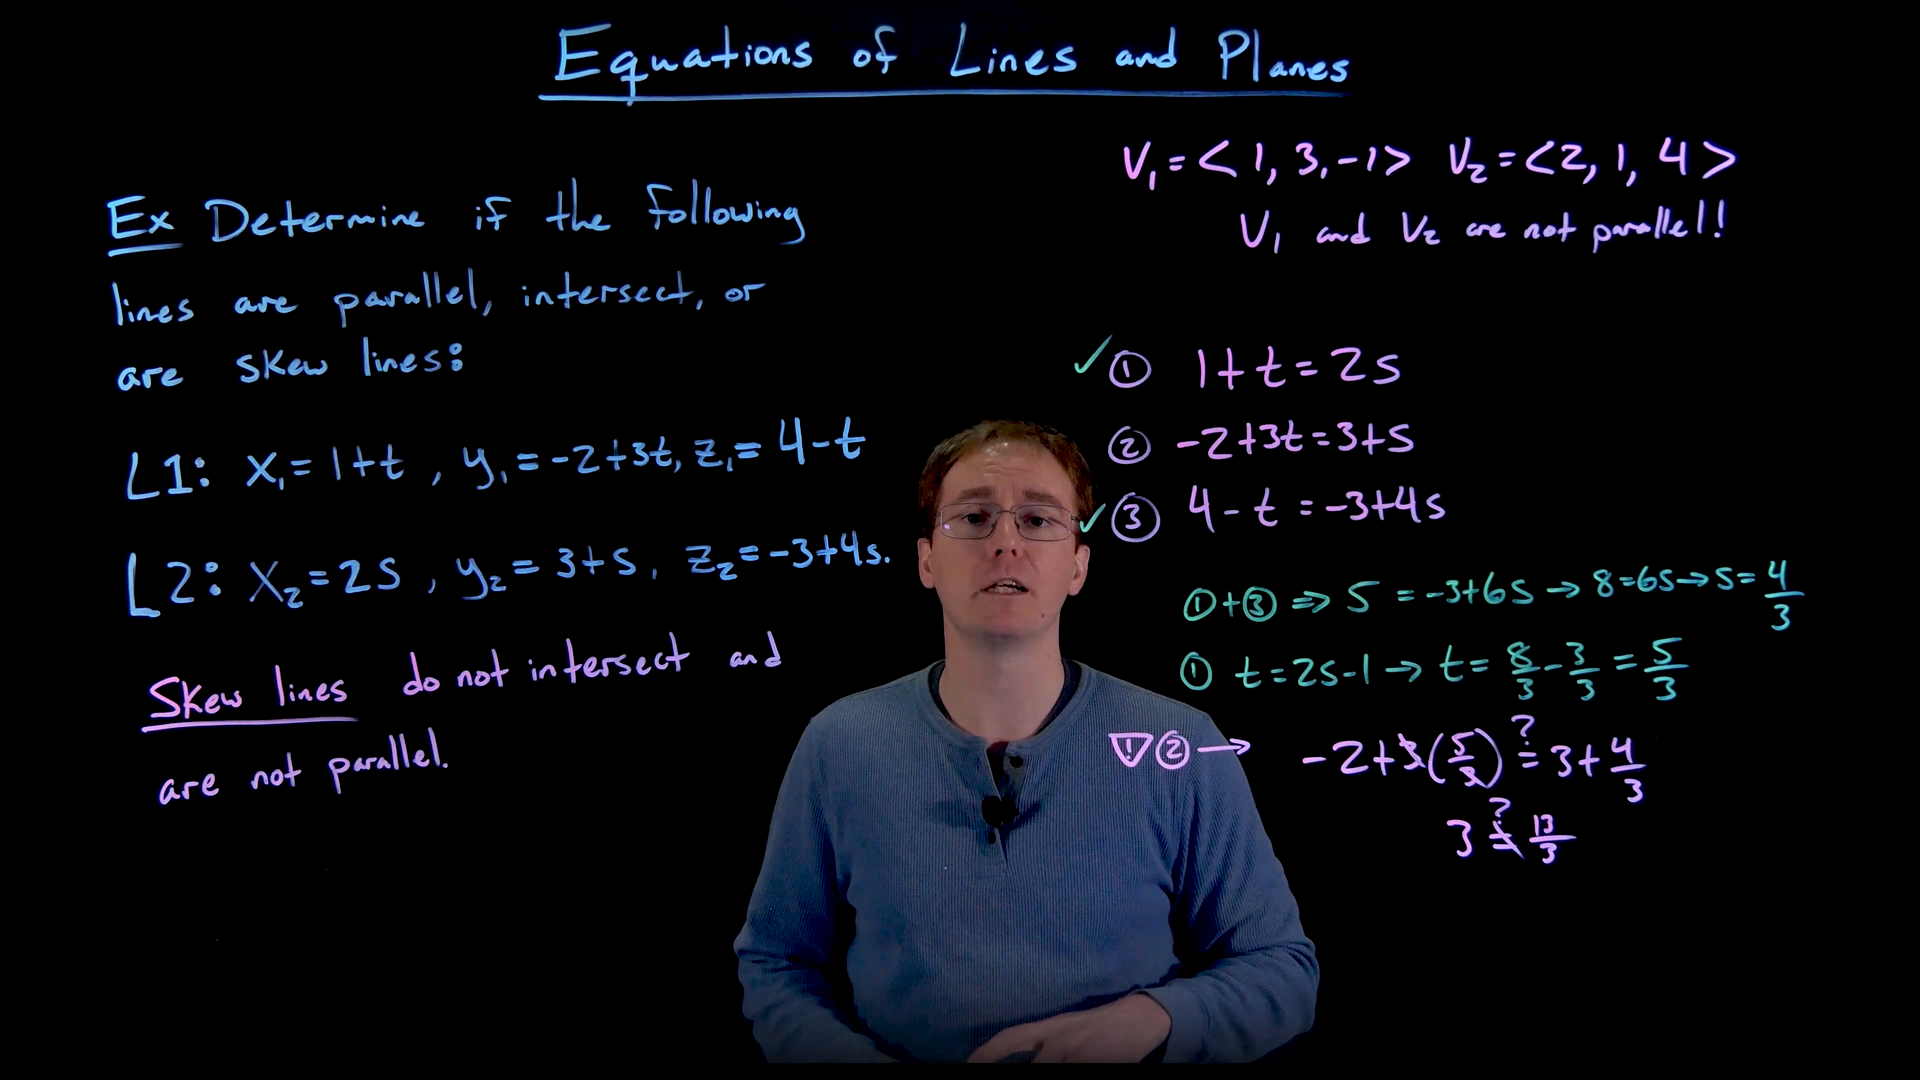 Equations of Lines and Planes
Ex Determine if the following
lines are parallel, intersect, or
are skew lines:
L1: x₁ = 1+t , y₁ = -2+3t, z₁ = 4-t
L2: x₂ = 2s , y₂ = 3+s, z₂ = -3+4s.
Skew lines do not intersect and
are not parallel.
V₁ = <1, 3, -1> V₂ = <2, 1, 4>
V₁ and V₂ are not parallel!
✓ ① 1+t = 2s
② -2+3t = 3+s
✓ ③ 4-t = -3+4s
①+③ ⇒ 5 = -3+6s → 8=6s → s = 4/3
① t = 2s-1 → t = 8/3 - 3/3 = 5/3
! ② → -2+3(5/3) ?= 3+4/3
3 ?≠ 13/3